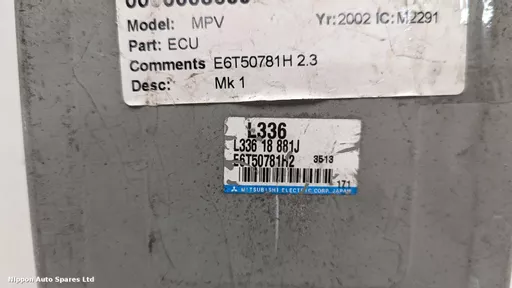 Model: MPV Yr:2002 IC:M2291
Part: ECU
Comments E6T50781H 2.3
Desc: Mk 1
L336
L336 18 881J
E6T50781H2 3513
171
MITSUBISHI ELECTRIC CORP. JAPAN
Nippon Auto Spares Ltd